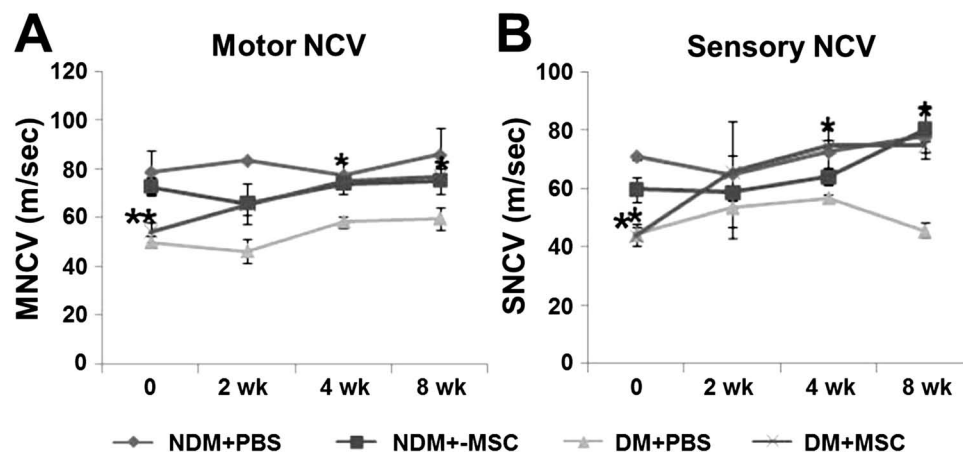 A
Motor NCV
MNCV (m/sec)
120
100
80
60
40
20
0
**
*
*
0 2 wk 4 wk 8 wk
B
Sensory NCV
SNCV (m/sec)
100
80
60
40
20
0
**
*
*
0 2 wk 4 wk 8 wk
NDM+PBS NDM+-MSC DM+PBS DM+MSC